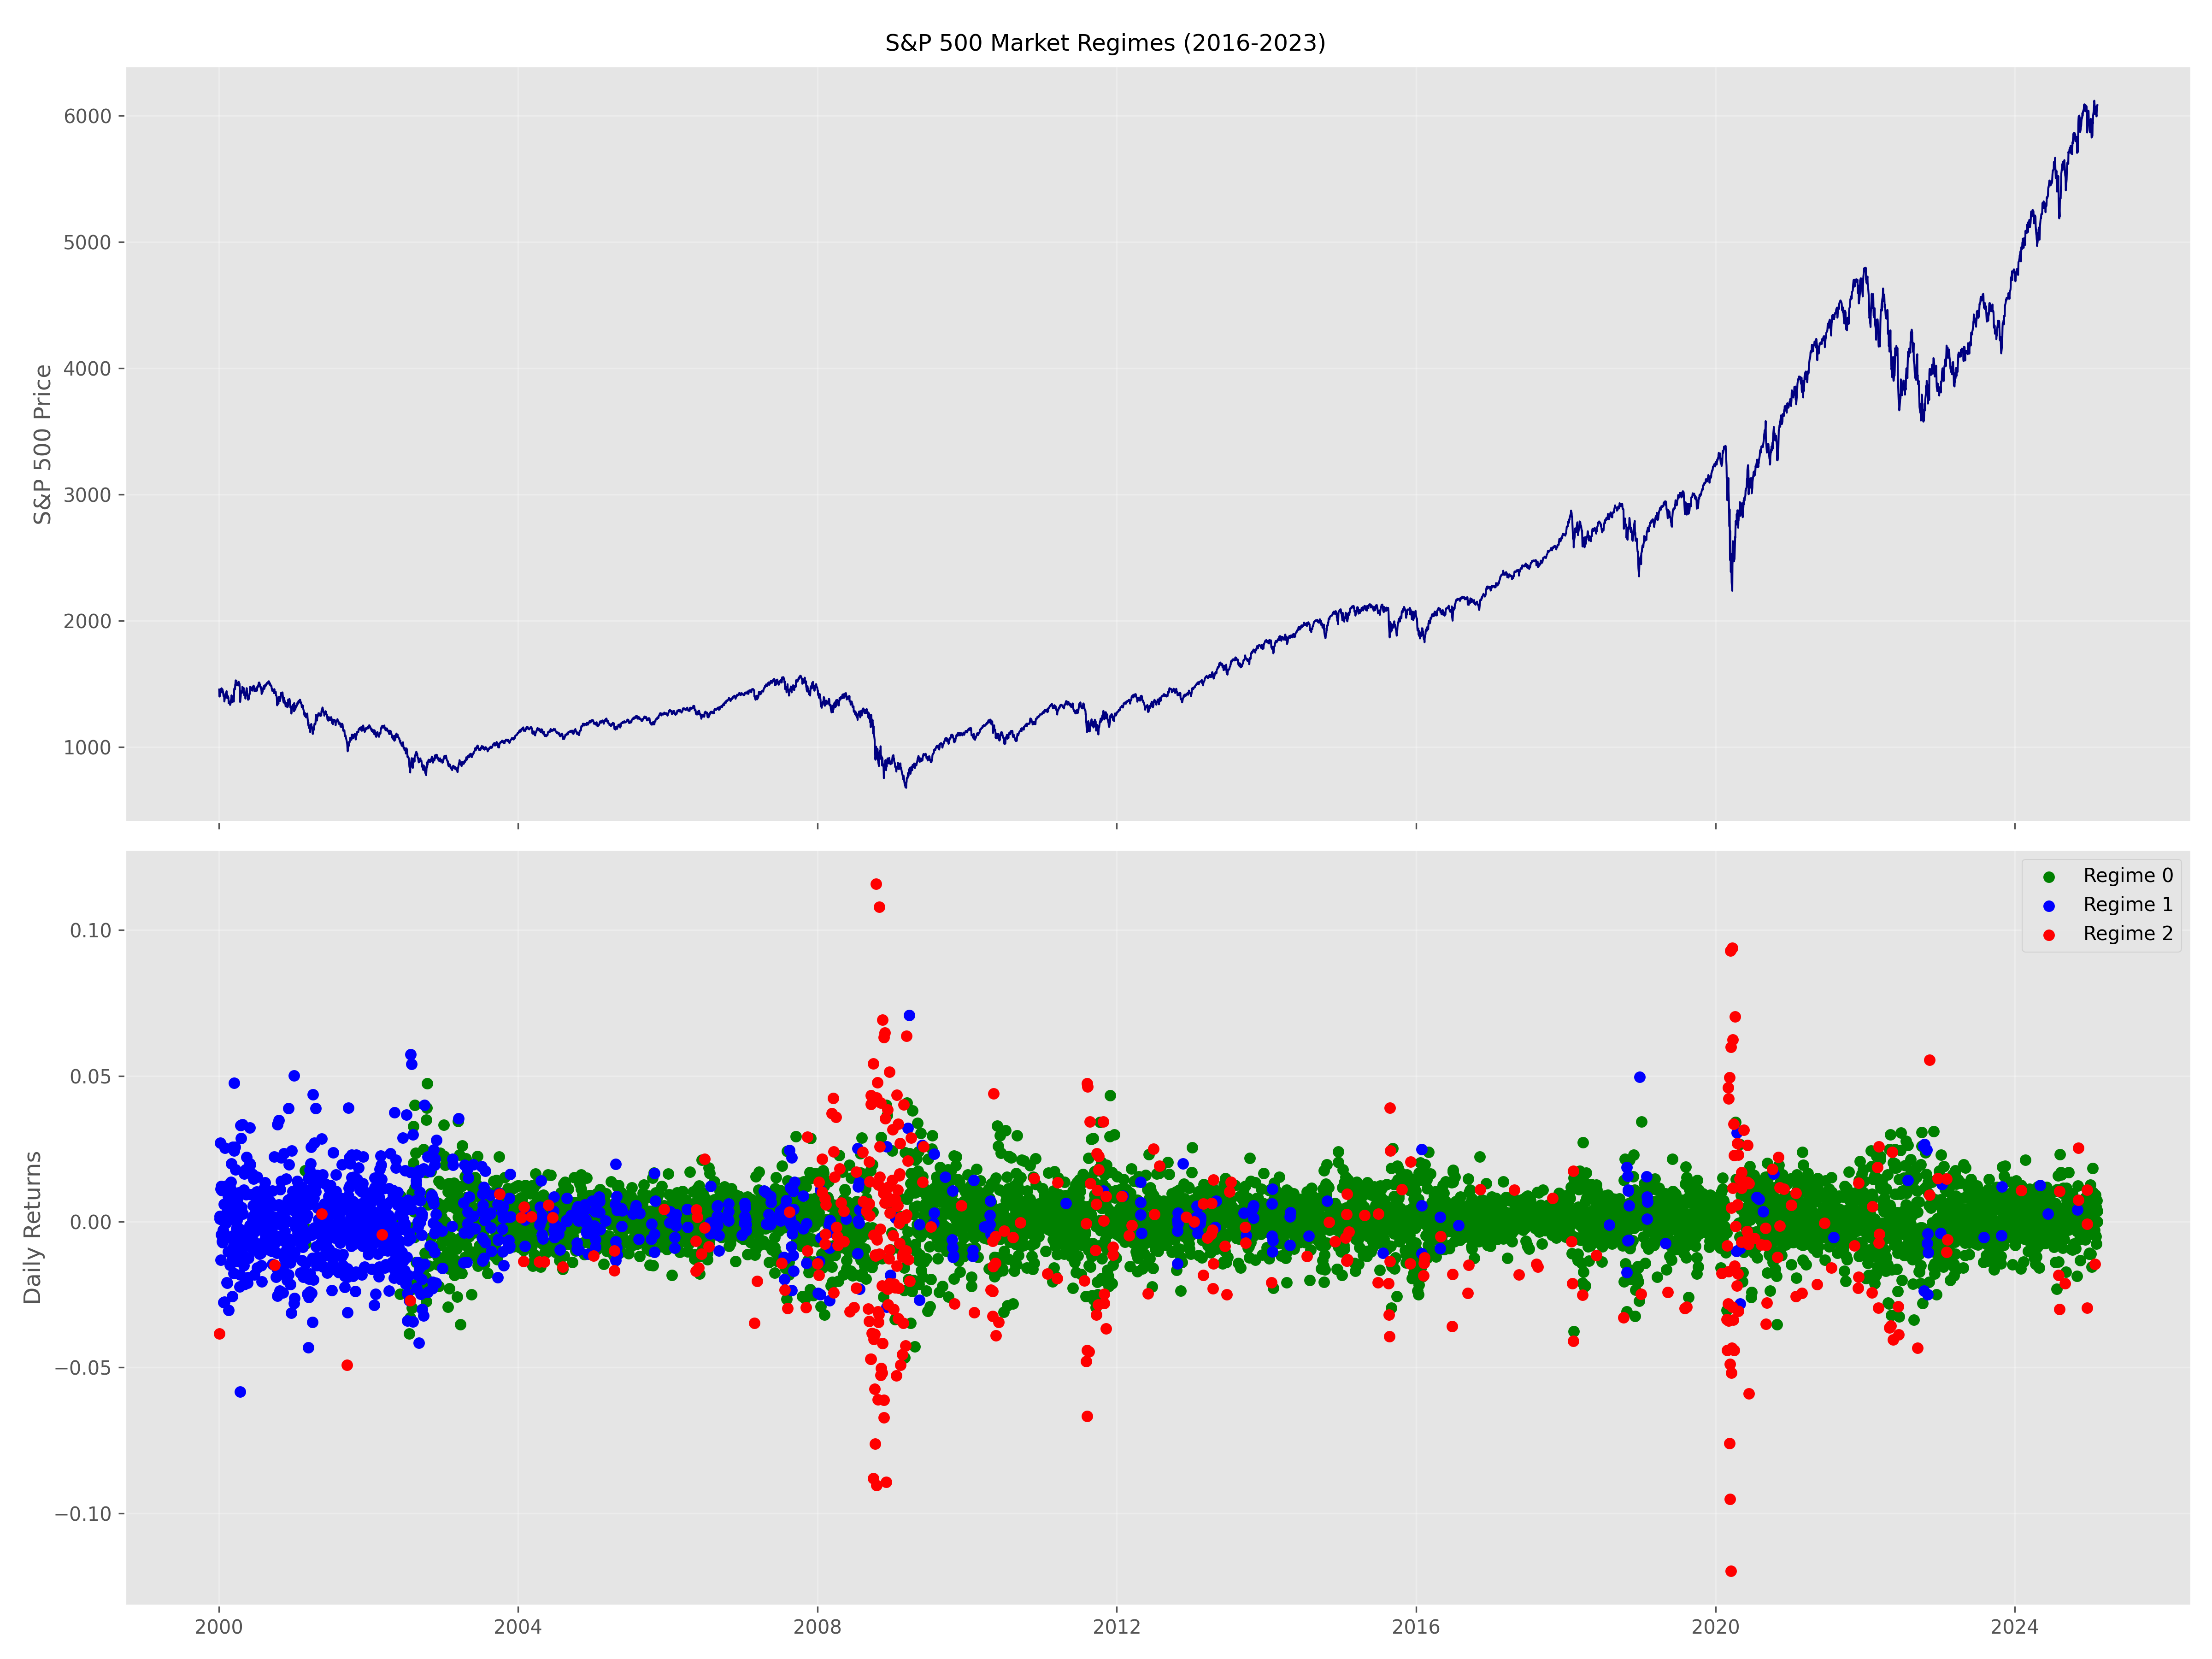 S&P 500 Market Regimes (2016-2023)
S&P 500 Price
6000
5000
4000
3000
2000
1000
Daily Returns
0.10
0.05
0.00
−0.05
−0.10
Regime 0
Regime 1
Regime 2
2000 2004 2008 2012 2016 2020 2024